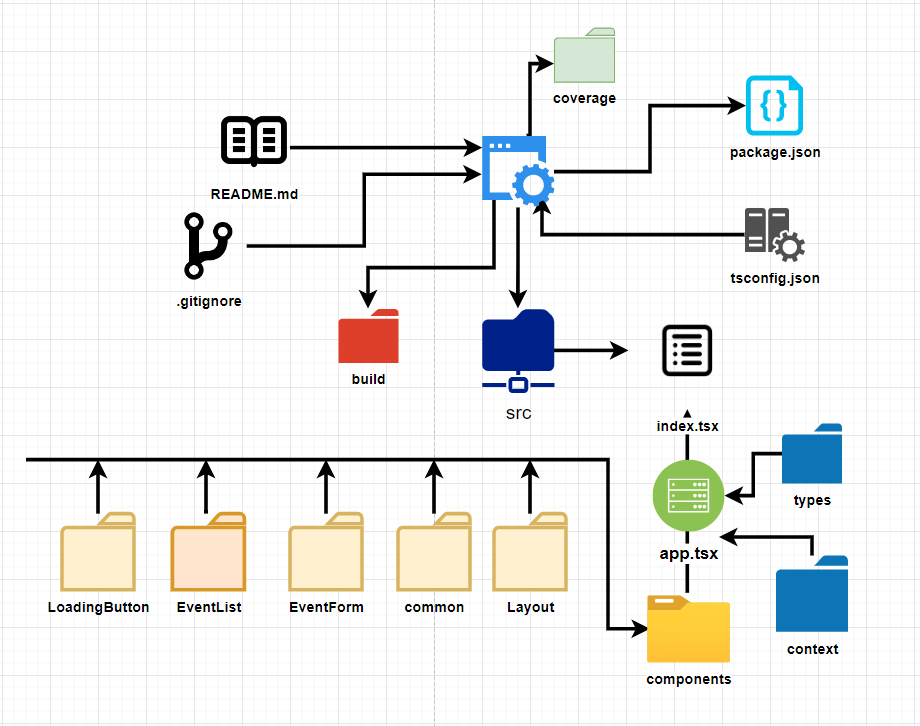 coverage
package.json
README.md
tsconfig.json
.gitignore
build
src
index.tsx
types
app.tsx
LoadingButton
EventList
EventForm
common
Layout
context
components